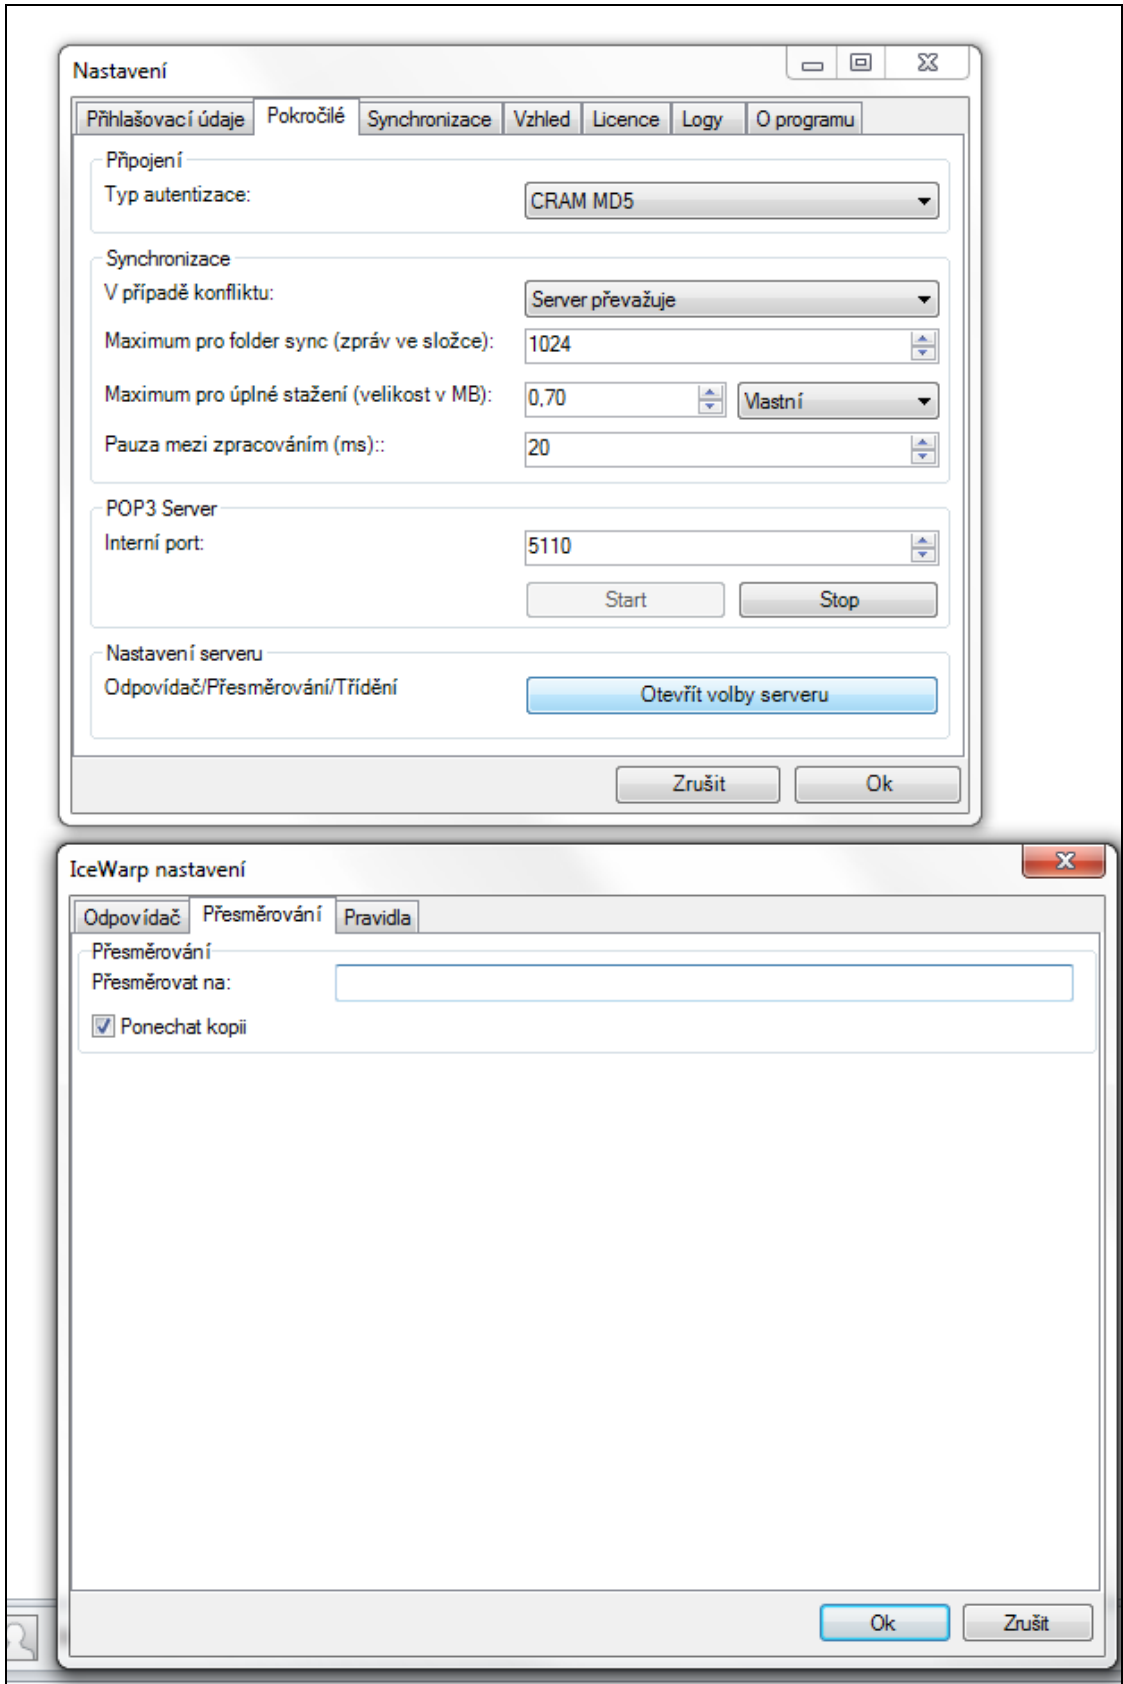 Nastavení
Přihlašovací údaje Pokročilé Synchronizace Vzhled Licence Logy O programu
Připojení
Typ autentizace: CRAM MD5
Synchronizace
V případě konfliktu: Server převažuje
Maximum pro folder sync (zpráv ve složce): 1024
Maximum pro úplné stažení (velikost v MB): 0,70 Vlastní
Pauza mezi zpracováním (ms):: 20
POP3 Server
Interní port: 5110
Start Stop
Nastavení serveru
Odpovídač/Přesměrování/Třídění Otevřít volby serveru
Zrušit Ok
IceWarp nastavení
Odpovídač Přesměrování Pravidla
Přesměrování
Přesměrovat na:
Ponechat kopii
Ok Zrušit